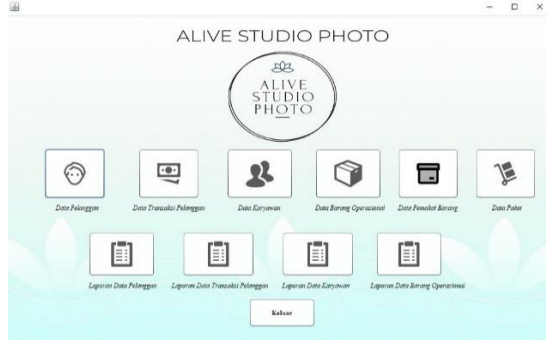 ALIVE STUDIO PHOTO
ALIVE
STUDIO
PHOTO
Data Pelanggan
Data Transaksi Pelanggan
Data Karyawan
Data Barang Operasional
Data Pemakai Barang
Data Paket
Laporan Data Pelanggan
Laporan Data Transaksi Pelanggan
Laporan Data Karyawan
Laporan Data Barang Operasional
Keluar